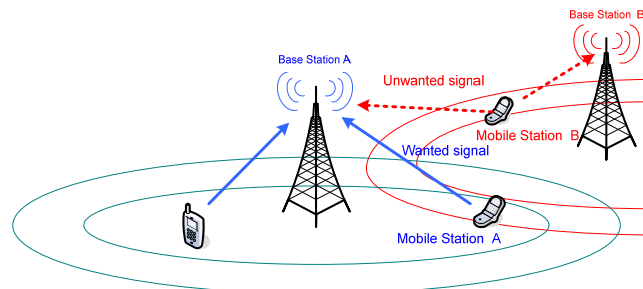 Base Station B
Base Station A
Unwanted signal
Mobile Station B
Wanted signal
Mobile Station A